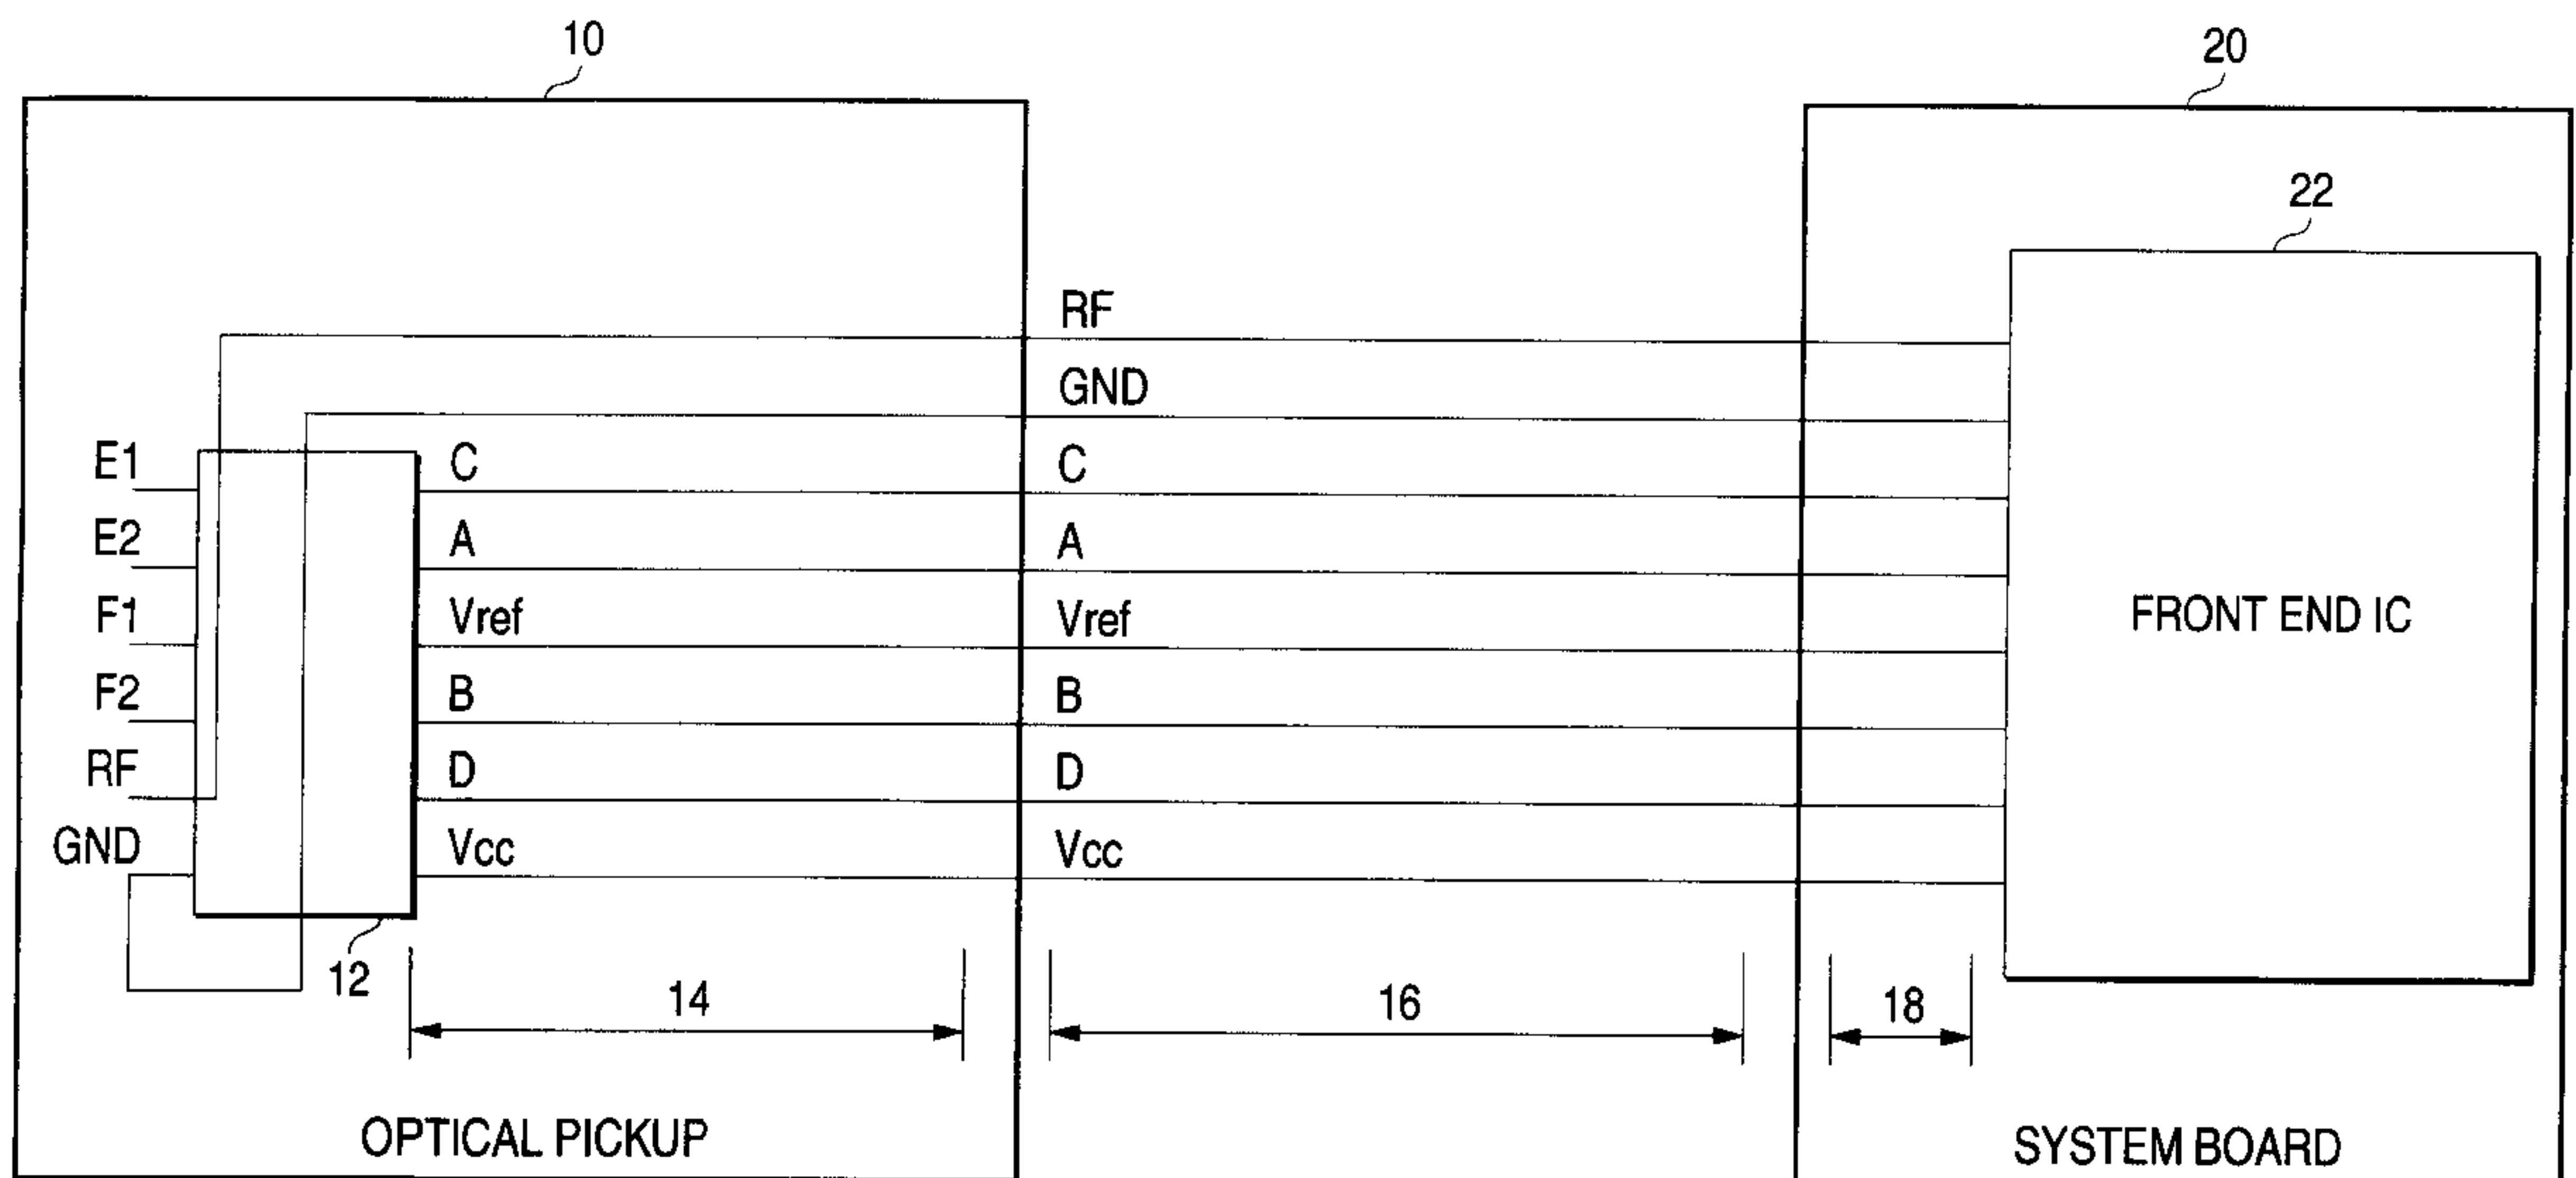 10
20
22
RF
GND
E1
C
C
E2
A
A
F1
Vref
Vref
FRONT END IC
F2
B
B
RF
D
D
GND
Vcc
Vcc
12
14
16
18
OPTICAL PICKUP
SYSTEM BOARD